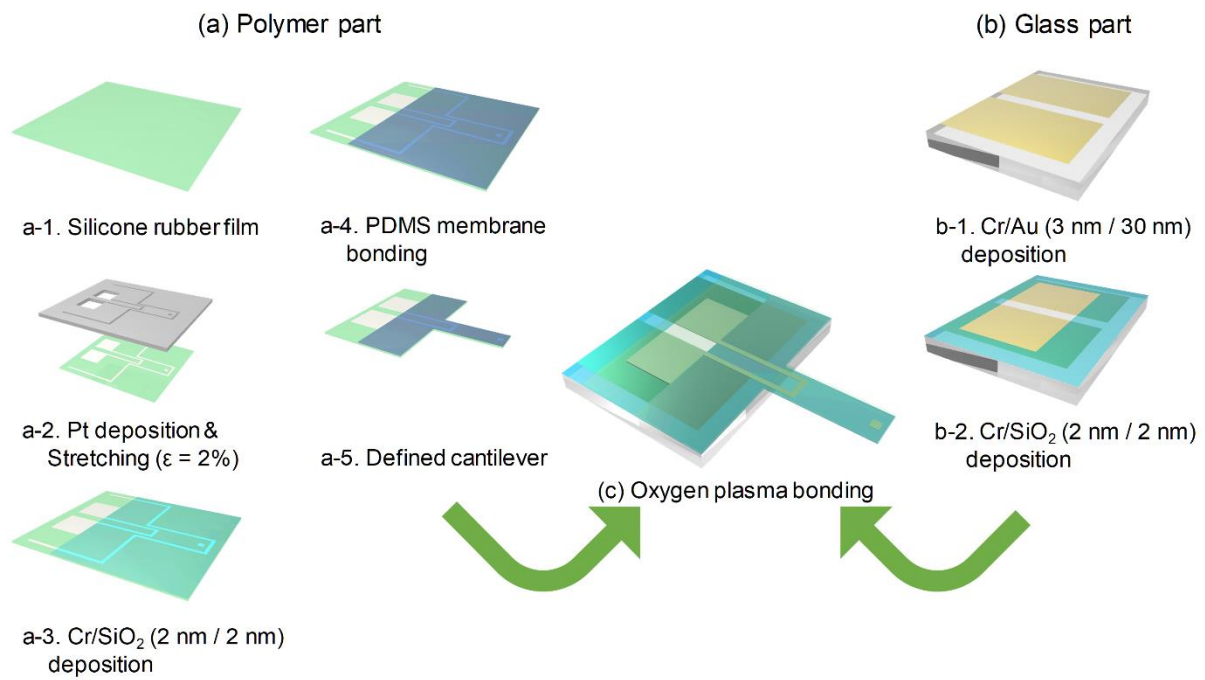 (a) Polymer part
a-1. Silicone rubber film
a-2. Pt deposition &
Stretching (ε = 2%)
a-3. Cr/SiO₂ (2 nm / 2 nm)
deposition
a-4. PDMS membrane
bonding
a-5. Defined cantilever
(c) Oxygen plasma bonding
(b) Glass part
b-1. Cr/Au (3 nm / 30 nm)
deposition
b-2. Cr/SiO₂ (2 nm / 2 nm)
deposition